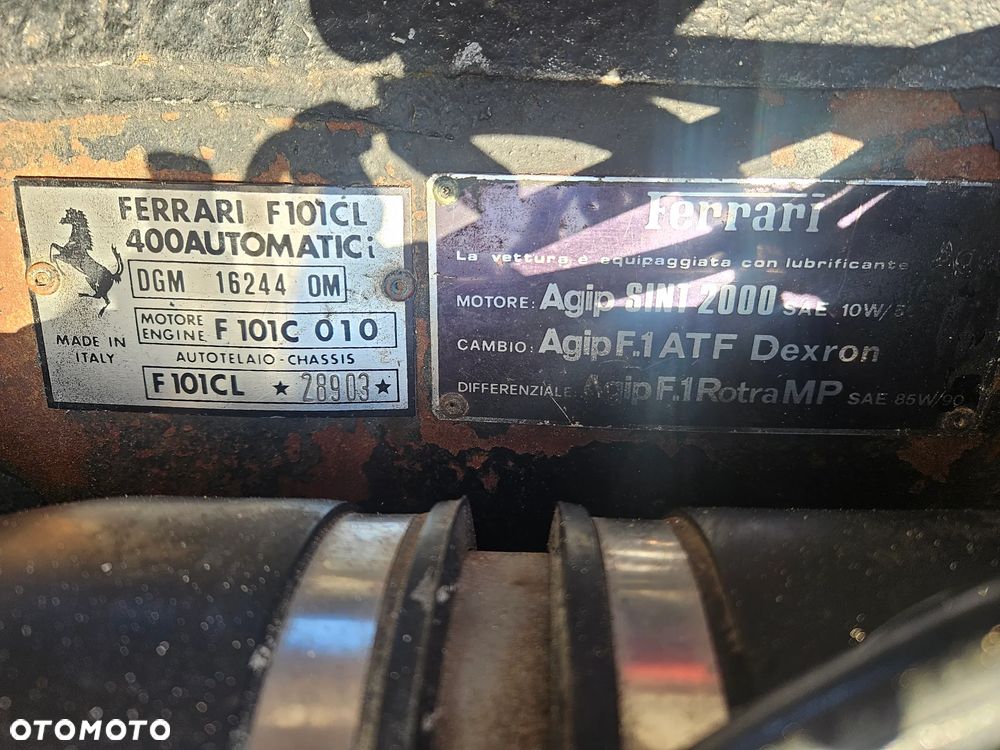 FERRARI F101CL
400AUTOMATIC i
DGM 16244 OM
MOTORE
ENGINE F 101C 010
MADE IN
ITALY
AUTOTELAIO-CHASSIS
F 101CL ★ 28903 ★
Ferrari
La vettura é equipaggiata con lubrificante
MOTORE: Agip SINT 2000 SAE 10W/
CAMBIO: Agip F.1 ATF Dexron
DIFFERENZIALE: Agip F.1 Rotra MP SAE 85W/90
OTOMOTO